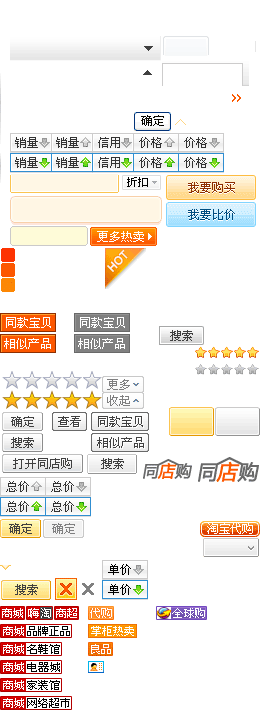 确定
销量 销量 信用 价格 价格
销量 销量 信用 价格 价格
折扣 我要购买
更多热卖 我要比价
HOT
同款宝贝 同款宝贝
相似产品 相似产品 搜索
更多
收起
确定 查看 同款宝贝
搜索 相似产品
打开同店购 搜索 同店购 同店购
总价 总价
总价 总价
确定 确定 淘宝代购
单价
搜索 单价
商城 嗨淘 商超 代购 全球购
商城 品牌正品 掌柜热卖
商城 名鞋馆 良品
商城 电器城
商城 家装馆
商城 网络超市